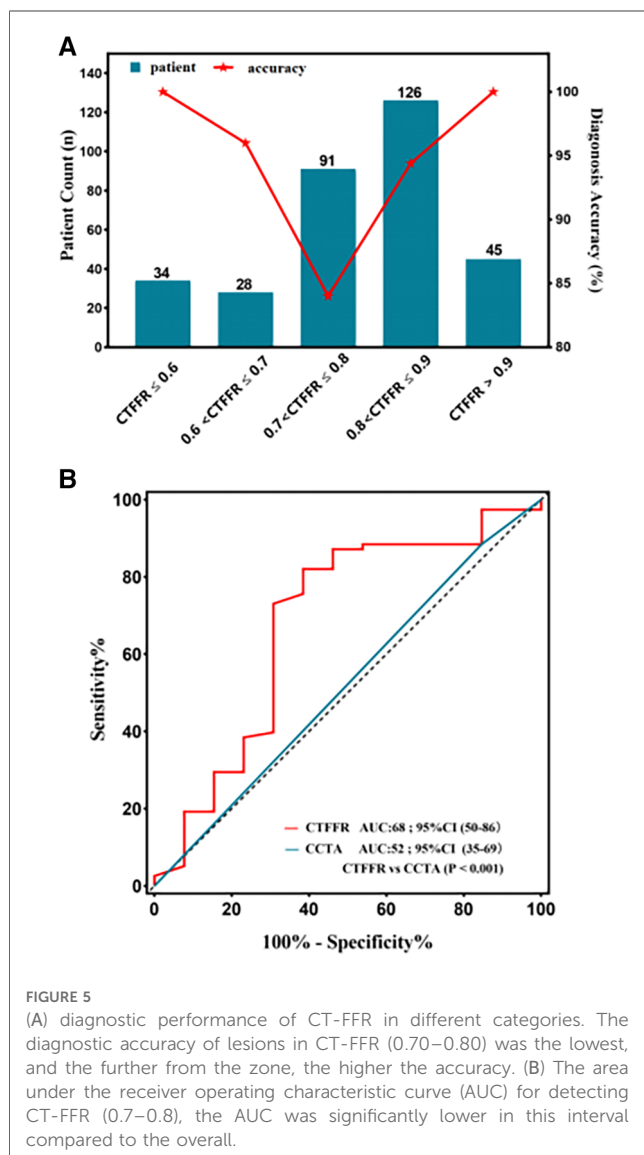 A
patient
accuracy
140
120
100
80
60
40
20
0
Patient Count (n)
34
28
91
126
45
100
95
90
85
80
Diagonosis Accuracy (%)
CTFFR ≤ 0.6
0.6 <CTFFR ≤ 0.7
0.7<CTFFR ≤ 0.8
0.8<CTFFR ≤ 0.9
CTFFR > 0.9
B
100
80
60
40
20
0
Sensitivity%
CTFFR AUC:68 ; 95%CI (50-86)
CCTA AUC:52 ; 95%CI (35-69)
CTFFR vs CCTA (P < 0.001)
0
20
40
60
80
100
100% - Specificity%
FIGURE 5
(A) diagnostic performance of CT-FFR in different categories. The
diagnostic accuracy of lesions in CT-FFR (0.70–0.80) was the lowest,
and the further from the zone, the higher the accuracy. (B) The area
under the receiver operating characteristic curve (AUC) for detecting
CT-FFR (0.7–0.8), the AUC was significantly lower in this interval
compared to the overall.